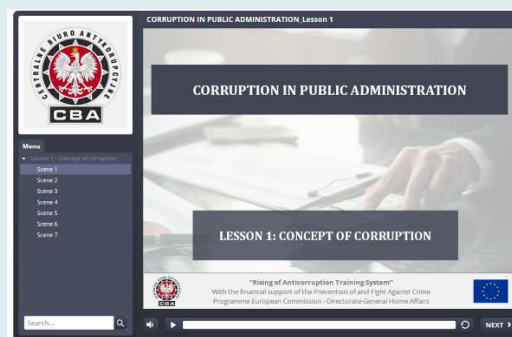 CENTRALNE BIURO ANTYKORUPCYJNE
CBA
Menu
Lesson 1 - Concept of corruption
Scene 1
Scene 2
Scene 3
Scene 4
Scene 5
Scene 6
Scene 7
Search...
CORRUPTION IN PUBLIC ADMINISTRATION_Lesson 1
CORRUPTION IN PUBLIC ADMINISTRATION
LESSON 1: CONCEPT OF CORRUPTION
CBA
"Rising of Anticorruption Training System"
With the financial support of the Prevention of and Fight Against Crime
Programme European Commission – Directorate-General Home Affairs
NEXT >